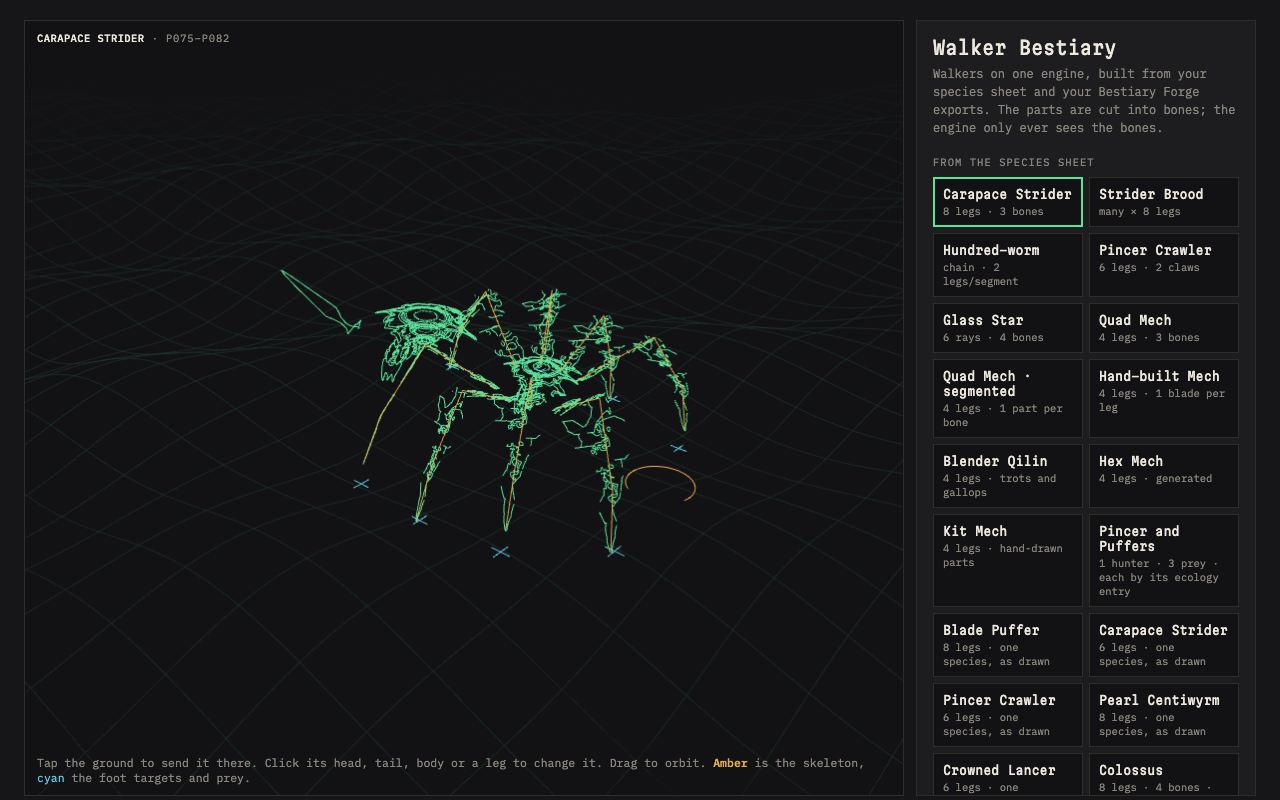 CARAPACE STRIDER · P075–P082
Tap the ground to send it there. Click its head, tail, body or a leg to change it. Drag to orbit. Amber is the skeleton,
cyan the foot targets and prey.
Walker Bestiary
Walkers on one engine, built from your
species sheet and your Bestiary Forge
exports. The parts are cut into bones; the
engine only ever sees the bones.
FROM THE SPECIES SHEET
Carapace Strider
8 legs · 3 bones
Strider Brood
many × 8 legs
Hundred-worm
chain · 2
legs/segment
Pincer Crawler
6 legs · 2 claws
Glass Star
6 rays · 4 bones
Quad Mech
4 legs · 3 bones
Quad Mech ·
segmented
4 legs · 1 part per
bone
Hand-built Mech
4 legs · 1 blade per
leg
Blender Qilin
4 legs · trots and
gallops
Hex Mech
4 legs · generated
Kit Mech
4 legs · hand-drawn
parts
Pincer and
Puffers
1 hunter · 3 prey ·
each by its ecology
entry
Blade Puffer
8 legs · one
species, as drawn
Carapace Strider
6 legs · one
species, as drawn
Pincer Crawler
6 legs · one
species, as drawn
Pearl Centiwyrm
8 legs · one
species, as drawn
Crowned Lancer
6 legs · one
Colossus
8 legs · 4 bones ·